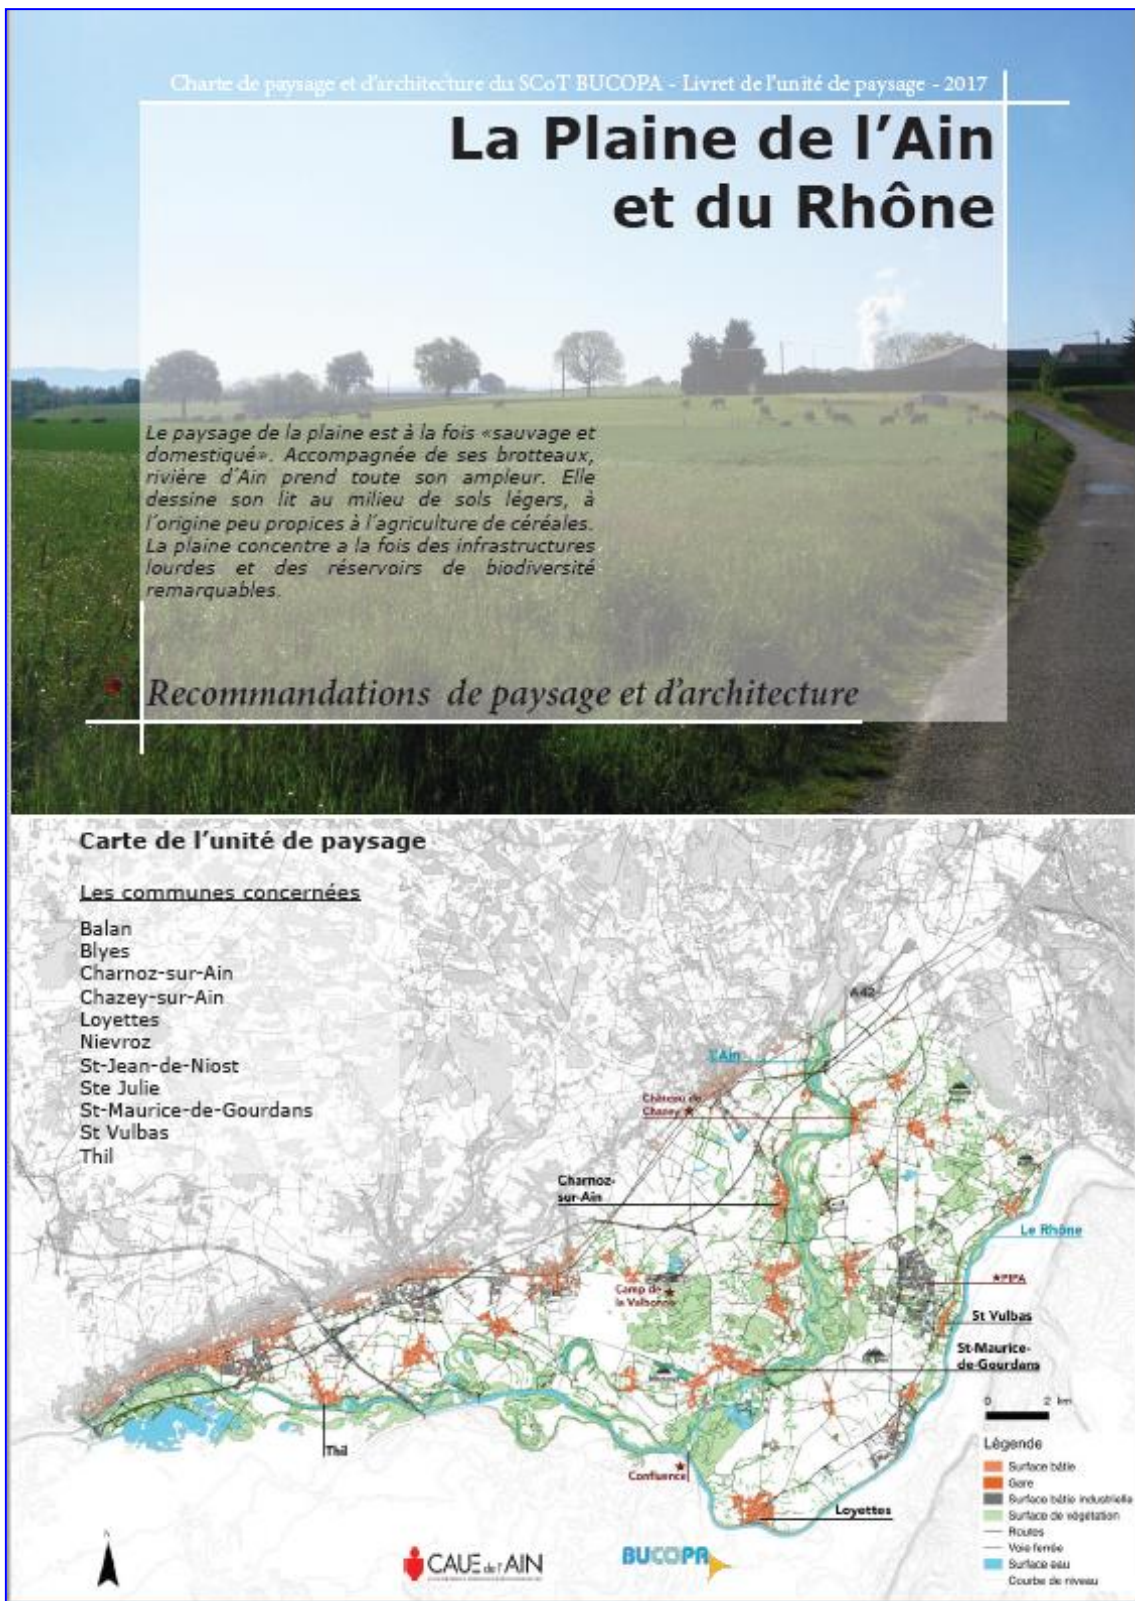 Charte de paysage et d'architecture du SCoT BUCOPA - Livret de l'unité de paysage - 2017
La Plaine de l'Ain
et du Rhône
Le paysage de la plaine est à la fois «sauvage et
domestiqué». Accompagnée de ses brotteaux,
rivière d'Ain prend toute son ampleur. Elle
dessine son lit au milieu de sols légers, à
l'origine peu propices à l'agriculture de céréales.
La plaine concentre a la fois des infrastructures
lourdes et des réservoirs de biodiversité
remarquables.
Recommandations de paysage et d'architecture
Carte de l'unité de paysage
Les communes concernées
Balan
Blyes
Charnoz-sur-Ain
Chazey-sur-Ain
Loyettes
Nievroz
St-Jean-de-Niost
Ste Julie
St-Maurice-de-Gourdans
St Vulbas
Thil
A42
l'Ain
Château de
Chazey
Charnoz-
sur-Ain
Le Rhône
PIPA
Camp de
la Valbonne
St Vulbas
St-Maurice-
de-Gourdans
Thil
Confluence
Loyettes
0 2 km
Légende
Surface bâtie
Gare
Surface bâtie industrielle
Surface de végétation
Routes
Voie ferrée
Surface eau
Courbe de niveau
N
CAUE de l'AIN
BUCOPA